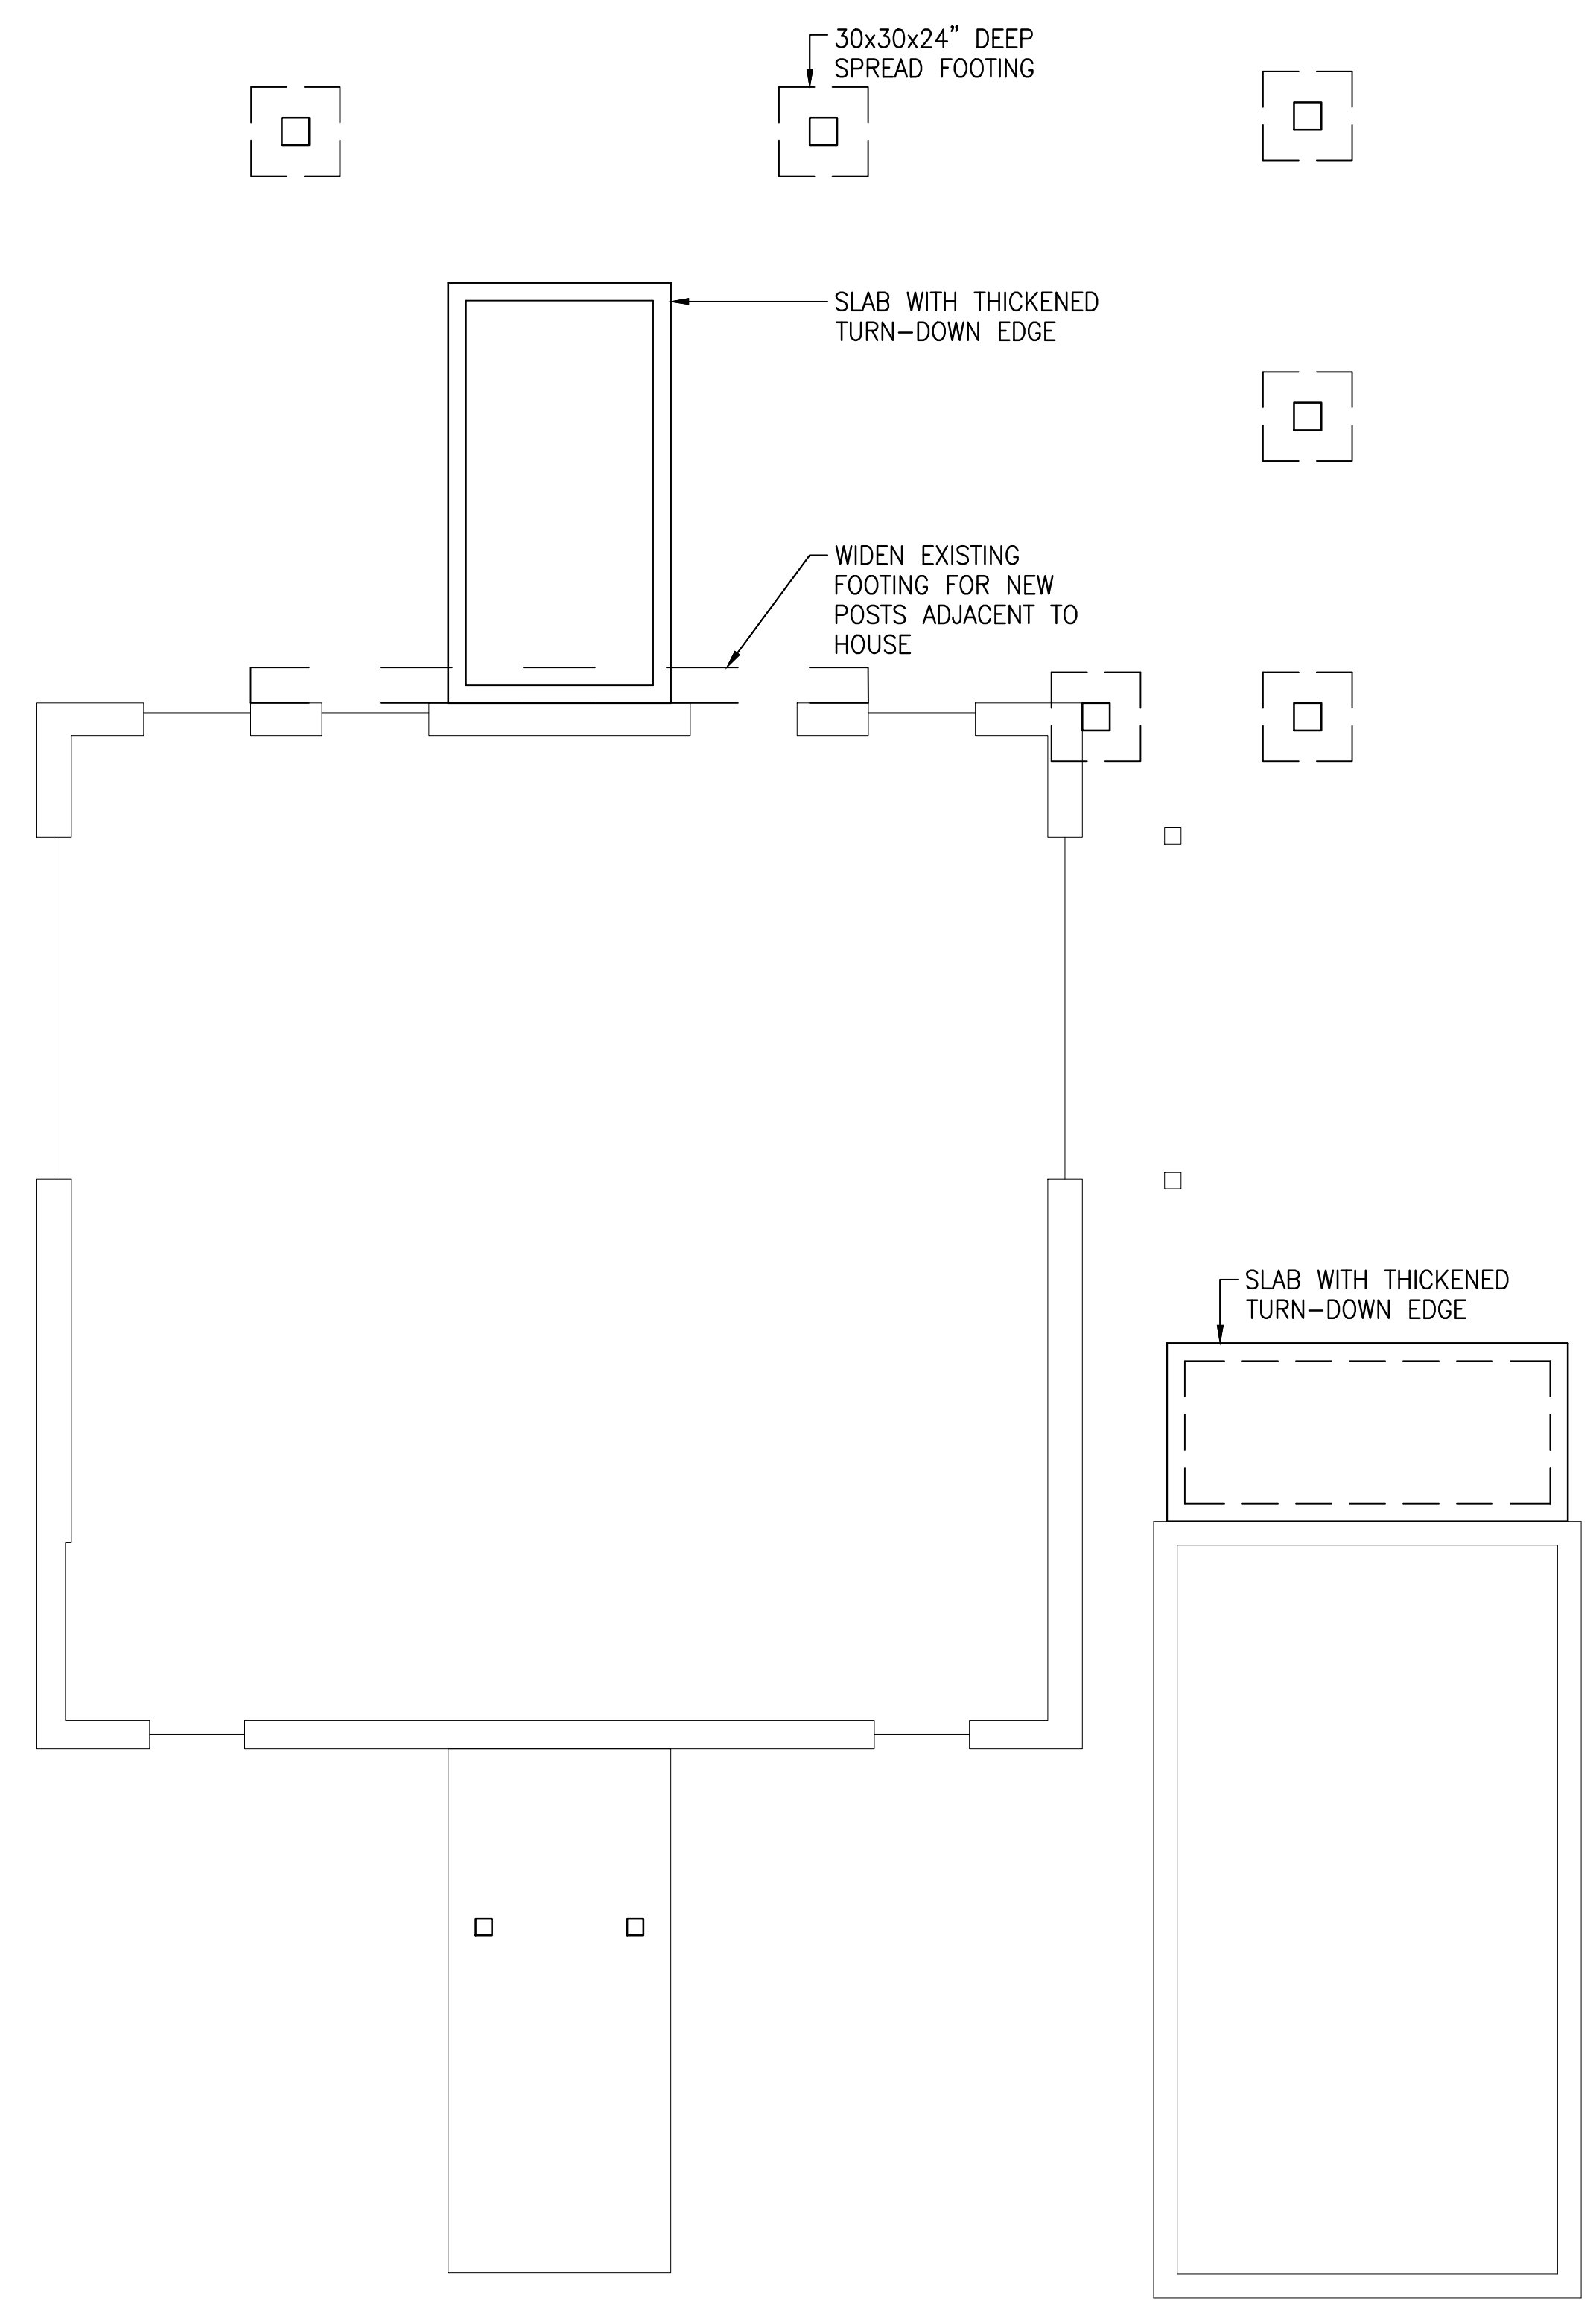 30x30x24” DEEP
SPREAD FOOTING
SLAB WITH THICKENED
TURN-DOWN EDGE
WIDEN EXISTING
FOOTING FOR NEW
POSTS ADJACENT TO
HOUSE
SLAB WITH THICKENED
TURN-DOWN EDGE